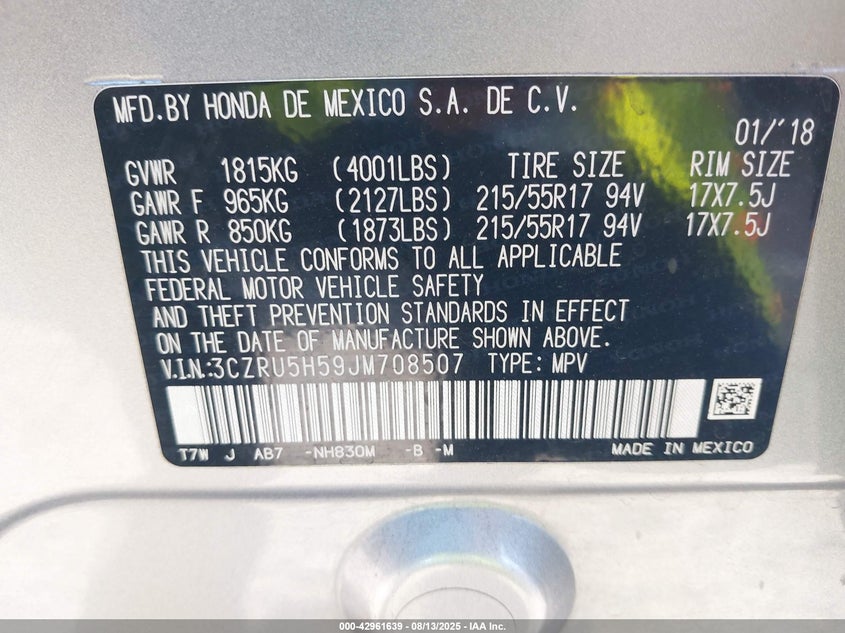 MFD.BY HONDA DE MEXICO S.A. DE C.V.
01/'18
GVWR 1815KG (4001LBS) TIRE SIZE RIM SIZE
GAWR F 965KG (2127LBS) 215/55R17 94V 17X7.5J
GAWR R 850KG (1873LBS) 215/55R17 94V 17X7.5J
THIS VEHICLE CONFORMS TO ALL APPLICABLE
FEDERAL MOTOR VEHICLE SAFETY
AND THEFT PREVENTION STANDARDS IN EFFECT
ON THE DATE OF MANUFACTURE SHOWN ABOVE.
V.I.N.:3CZRU5H59JM708507 TYPE: MPV
T7W J AB7 -NH830M -B -M MADE IN MEXICO
000-42961639 - 08/13/2025 - IAA Inc.